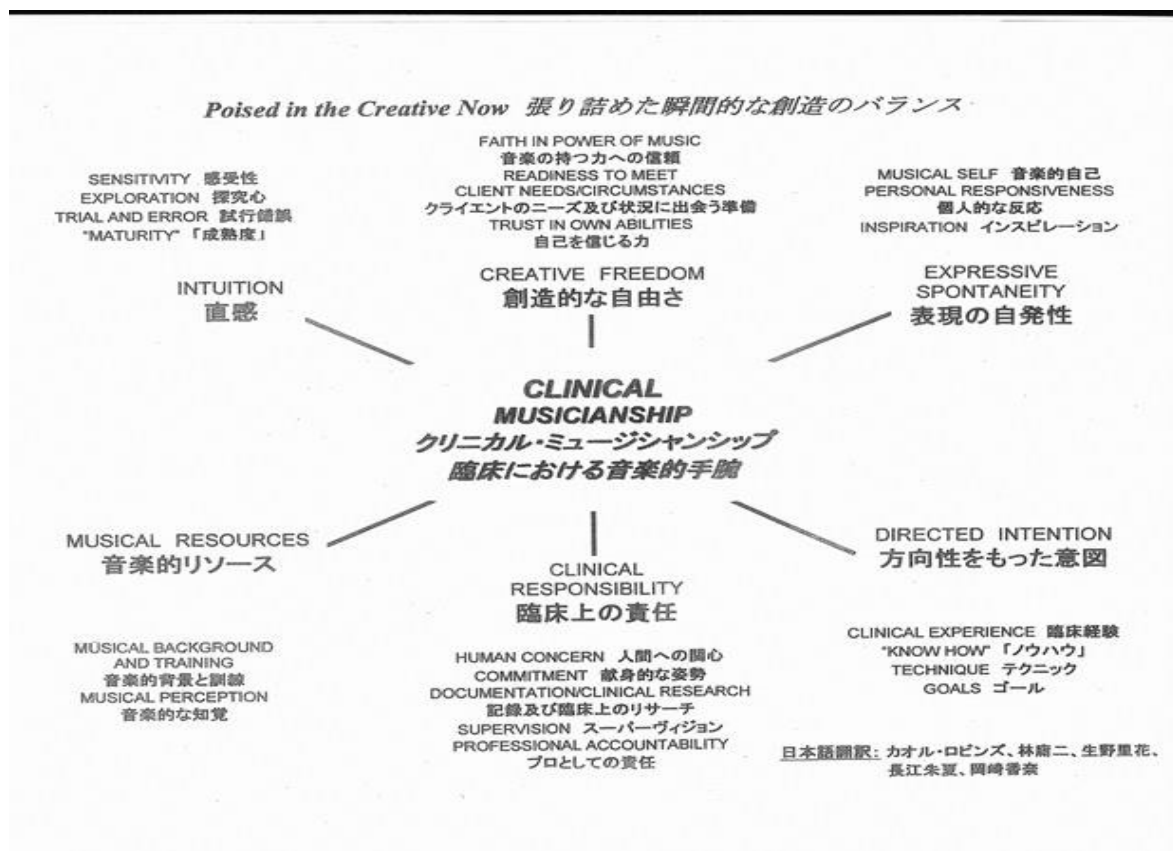 Poised in the Creative Now 張り詰めた瞬間的な創造のバランス
SENSITIVITY 感受性
EXPLORATION 探究心
TRIAL AND ERROR 試行錯誤
"MATURITY" 「成熟度」
INTUITION
直感
FAITH IN POWER OF MUSIC
音楽の持つ力への信頼
READINESS TO MEET
CLIENT NEEDS/CIRCUMSTANCES
クライエントのニーズ及び状況に出会う準備
TRUST IN OWN ABILITIES
自己を信じる力
CREATIVE FREEDOM
創造的な自由さ
MUSICAL SELF 音楽的自己
PERSONAL RESPONSIVENESS
個人的な反応
INSPIRATION インスピレーション
EXPRESSIVE
SPONTANEITY
表現の自発性
CLINICAL
MUSICIANSHIP
クリニカル・ミュージシャンシップ
臨床における音楽的手腕
MUSICAL RESOURCES
音楽的リソース
MUSICAL BACKGROUND
AND TRAINING
音楽的背景と訓練
MUSICAL PERCEPTION
音楽的な知覚
CLINICAL
RESPONSIBILITY
臨床上の責任
HUMAN CONCERN 人間への関心
COMMITMENT 献身的な姿勢
DOCUMENTATION/CLINICAL RESEARCH
記録及び臨床上のリサーチ
SUPERVISION スーパーヴィジョン
PROFESSIONAL ACCOUNTABILITY
プロとしての責任
DIRECTED INTENTION
方向性をもった意図
CLINICAL EXPERIENCE 臨床経験
"KNOW HOW" 「ノウハウ」
TECHNIQUE テクニック
GOALS ゴール
日本語翻訳: カオル・ロビンズ、林庸二、生野里花、
長江朱夏、岡崎香奈